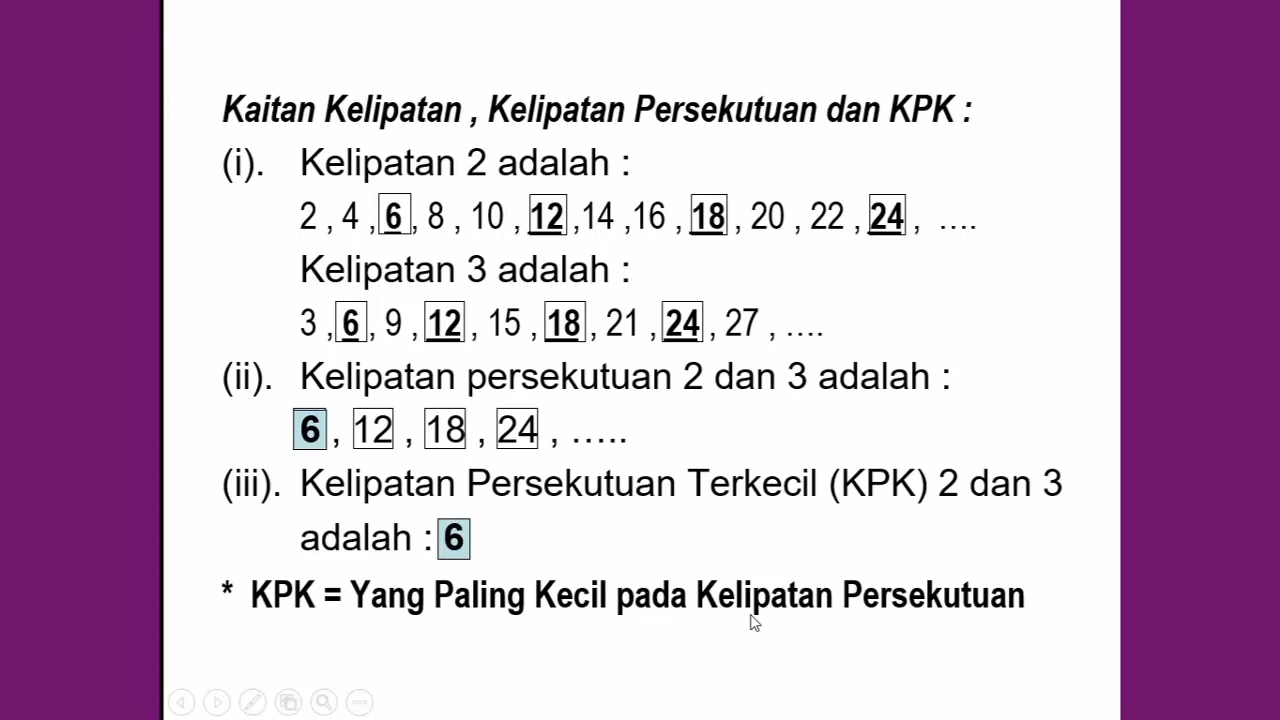 Kaitan Kelipatan , Kelipatan Persekutuan dan KPK :
(i). Kelipatan 2 adalah :
2 , 4 , 6 , 8 , 10 , 12 ,14 ,16 , 18 , 20 , 22 , 24 , ….
Kelipatan 3 adalah :
3 , 6 , 9 , 12 , 15 , 18 , 21 , 24 , 27 , ….
(ii). Kelipatan persekutuan 2 dan 3 adalah :
6 , 12 , 18 , 24 , …..
(iii). Kelipatan Persekutuan Terkecil (KPK) 2 dan 3
adalah : 6
* KPK = Yang Paling Kecil pada Kelipatan Persekutuan